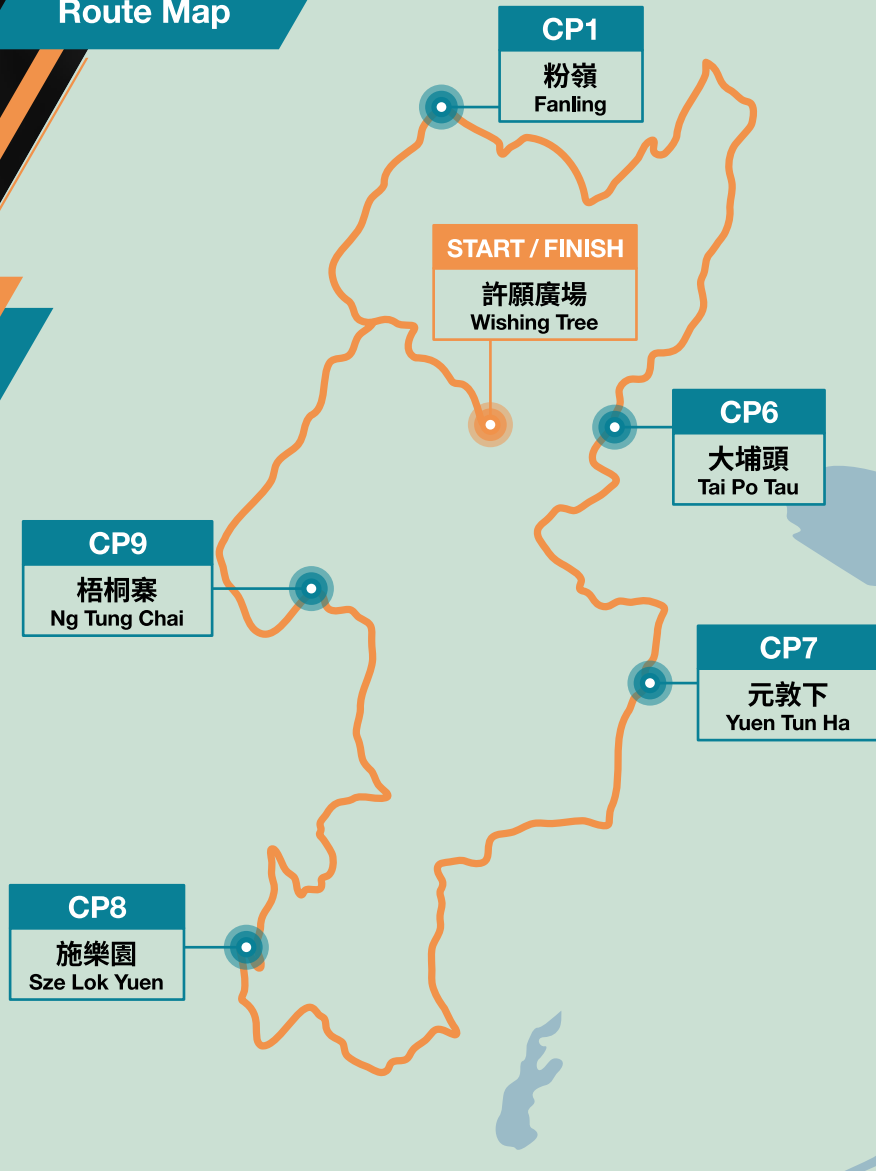 Route Map
CP1
粉嶺
Fanling
START / FINISH
許願廣場
Wishing Tree
CP6
大埔頭
Tai Po Tau
CP9
梧桐寨
Ng Tung Chai
CP7
元敦下
Yuen Tun Ha
CP8
施樂園
Sze Lok Yuen